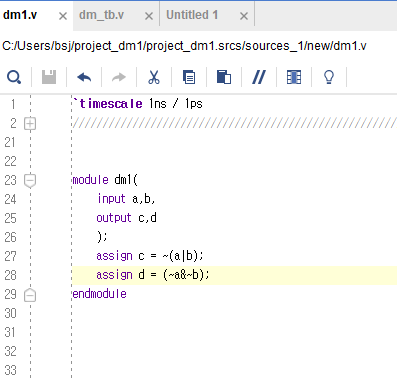 dm1.v × dm_tb.v × Untitled 1 ×
C:/Users/bsj/project_dm1/project_dm1.srcs/sources_1/new/dm1.v
1 `timescale 1ns / 1ps
2 //////////////////////////////////////////////////////
21
22
23 module dm1(
24 input a,b,
25 output c,d
26 );
27 assign c = ~(a|b);
28 assign d = (~a&~b);
29 endmodule
30
31
32
33